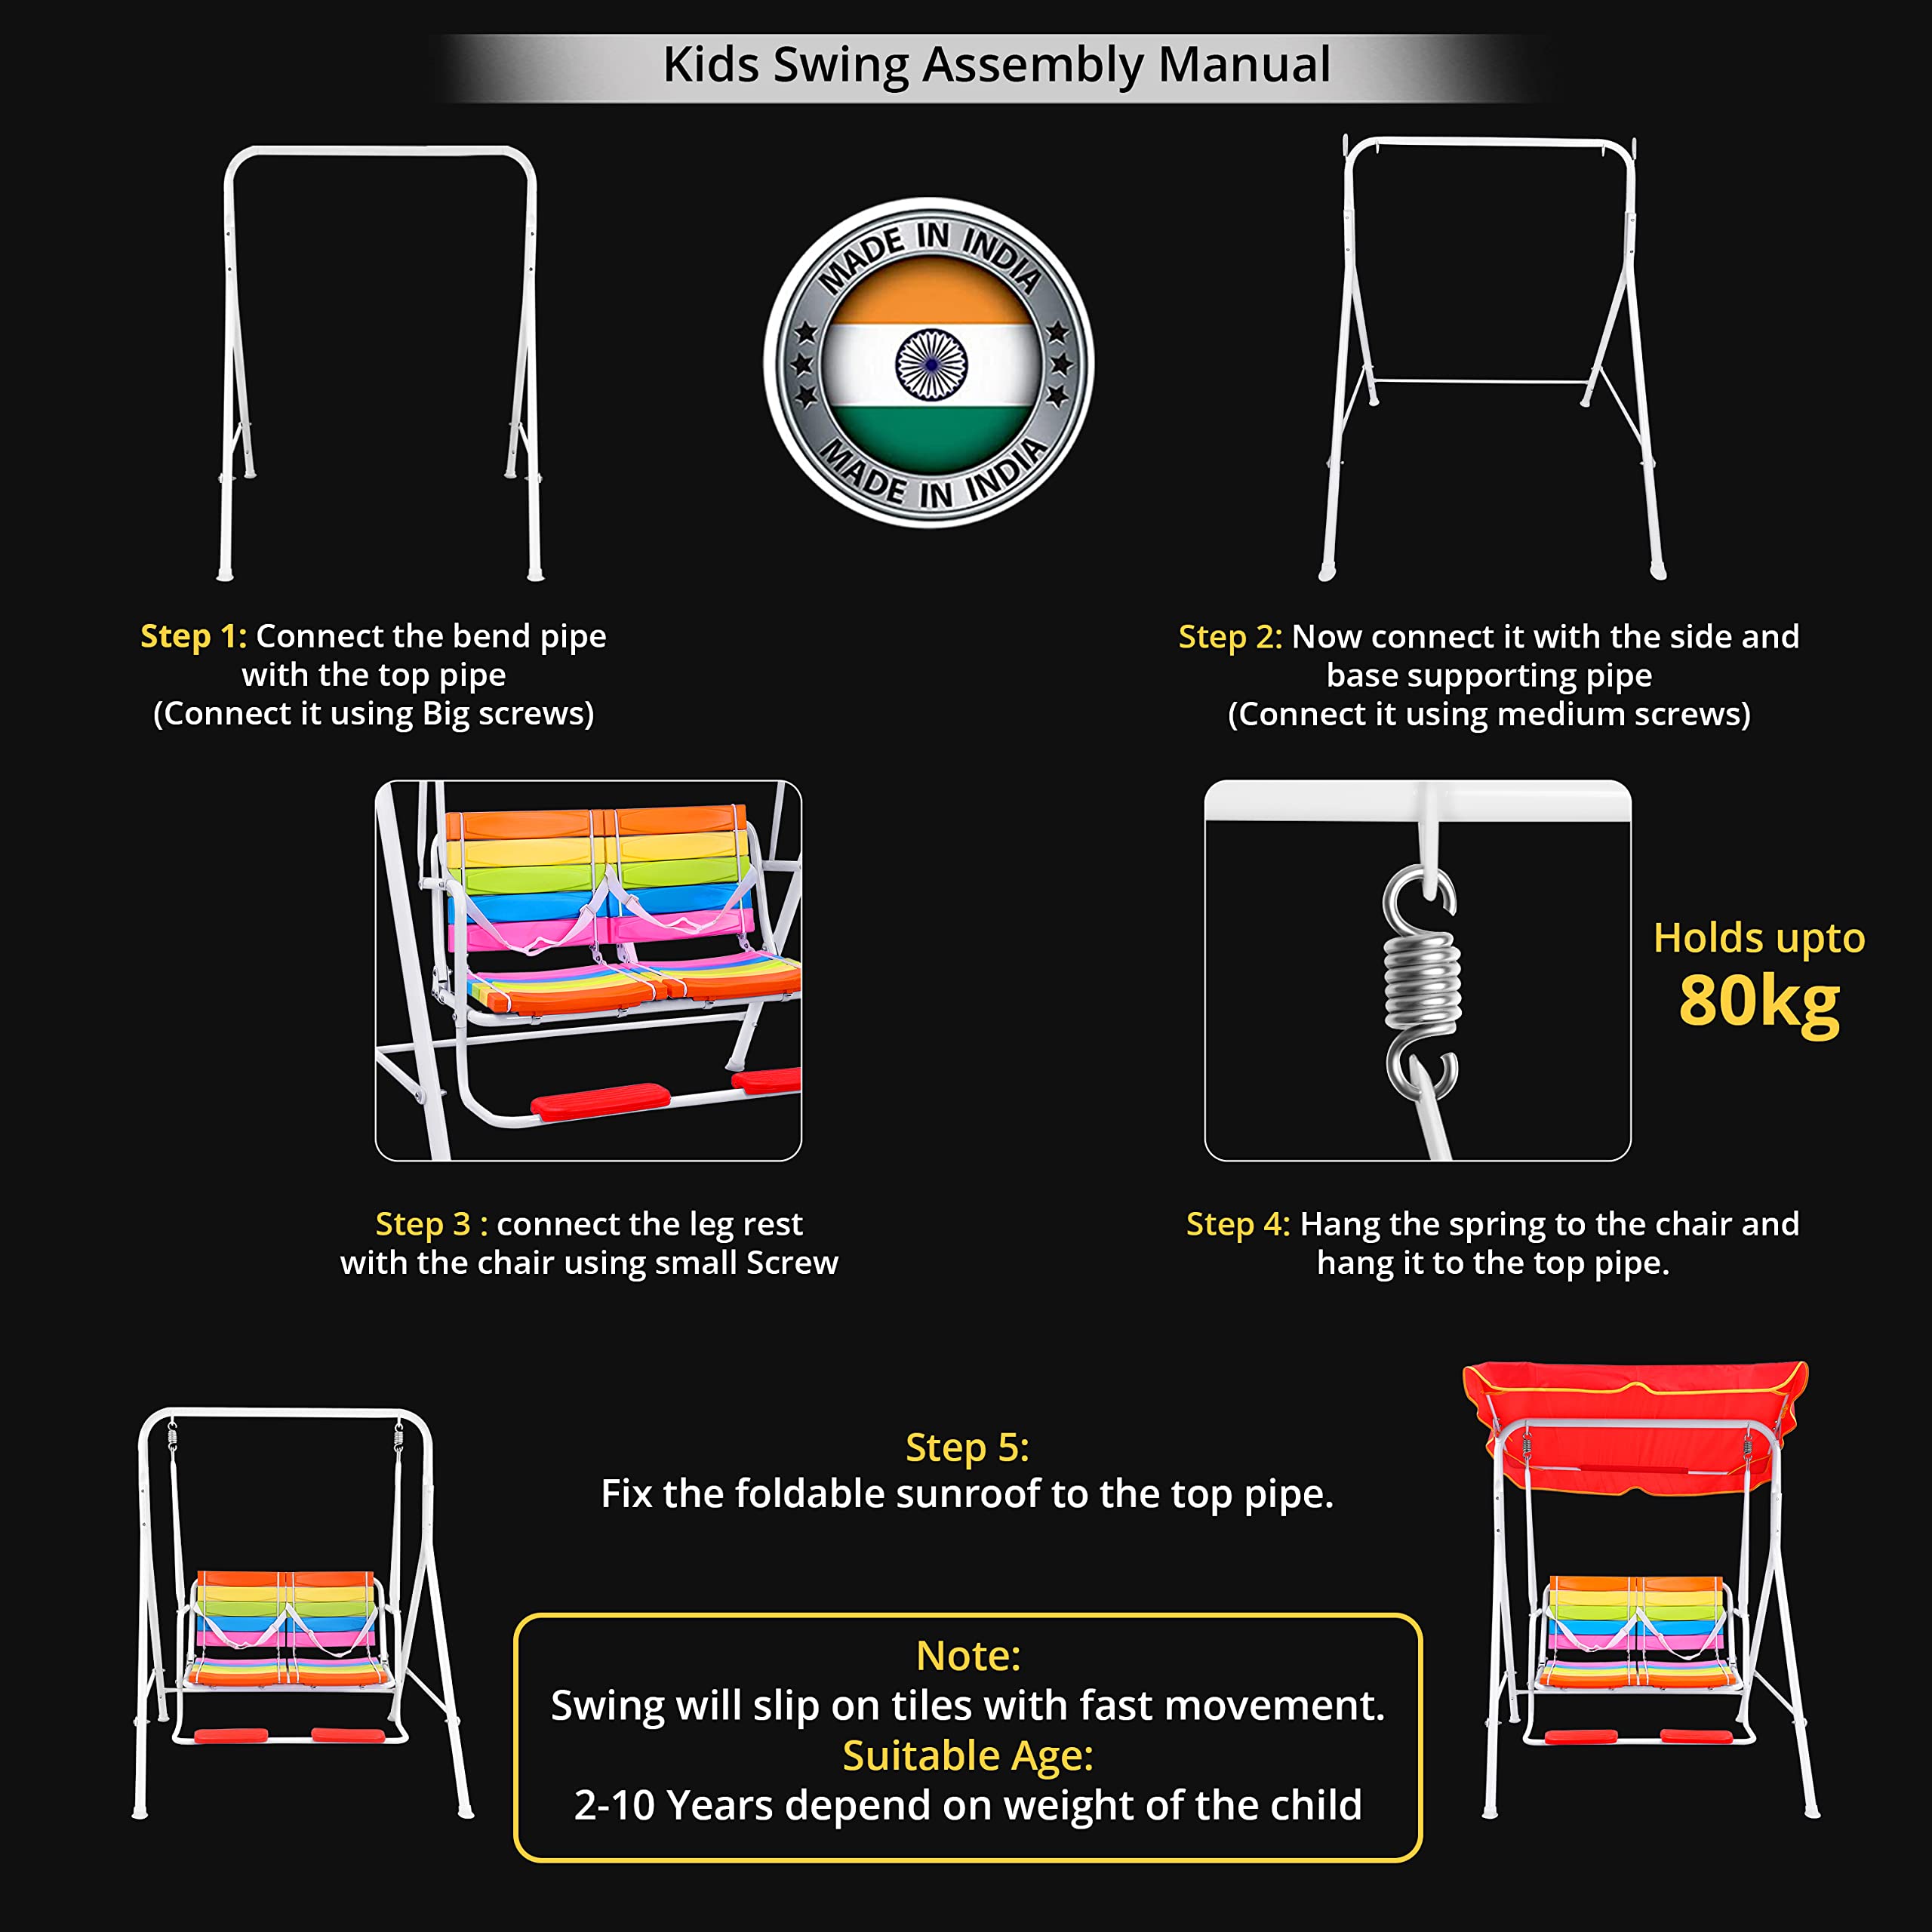 Kids Swing Assembly Manual
MADE IN INDIA
MADE IN INDIA
Step 1: Connect the bend pipe
with the top pipe
(Connect it using Big screws)
Step 2: Now connect it with the side and
base supporting pipe
(Connect it using medium screws)
Holds upto
80kg
Step 3 : connect the leg rest
with the chair using small Screw
Step 4: Hang the spring to the chair and
hang it to the top pipe.
Step 5:
Fix the foldable sunroof to the top pipe.
Note:
Swing will slip on tiles with fast movement.
Suitable Age:
2-10 Years depend on weight of the child